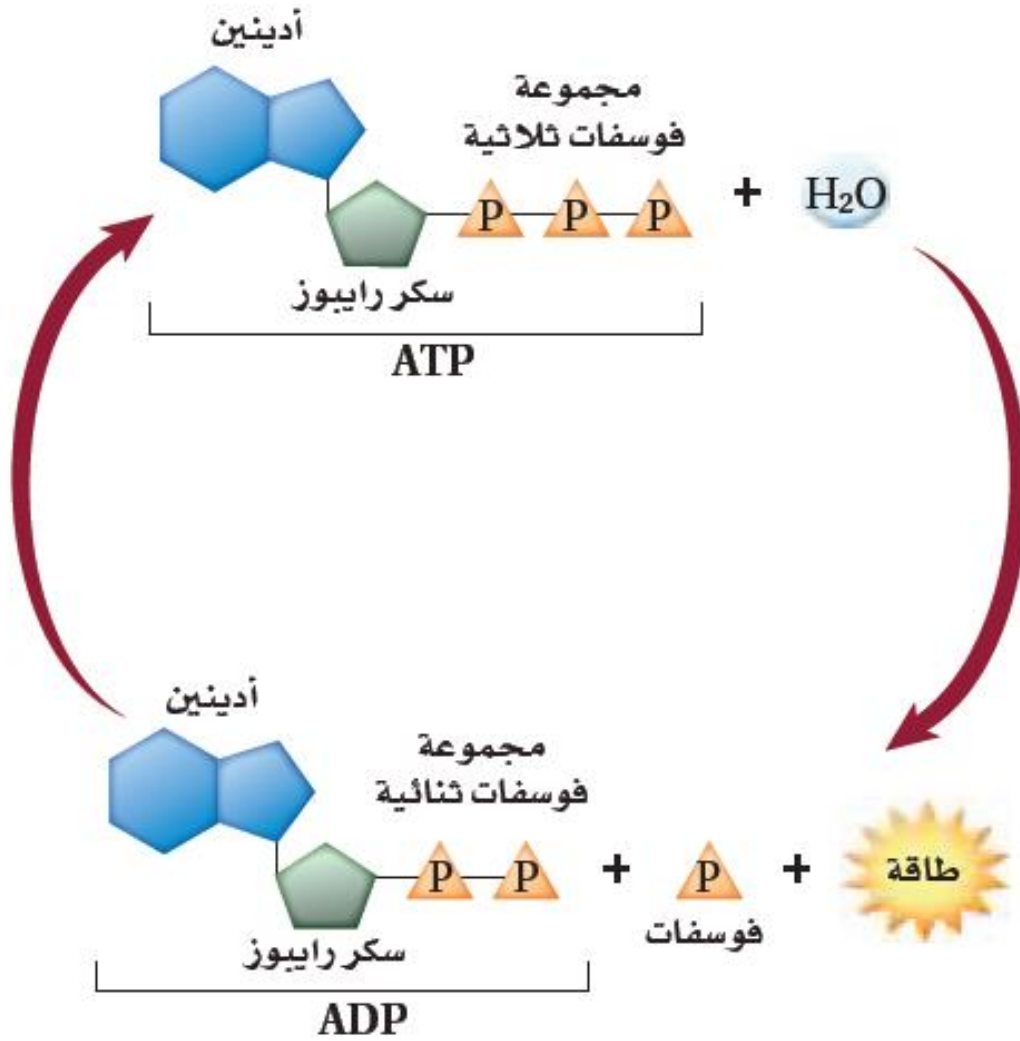 أدينين
مجموعة
فوسفات ثلاثية
P P P + H₂O
سكر رايبوز
ATP
أدينين
مجموعة
فوسفات ثنائية
P P + P + طاقة
فوسفات
سكر رايبوز
ADP